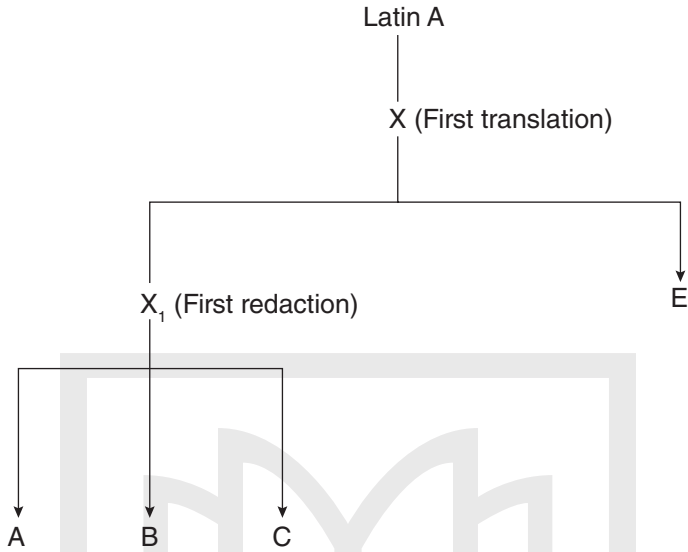 Latin A
X (First translation)
E
X₁ (First redaction)
A B C